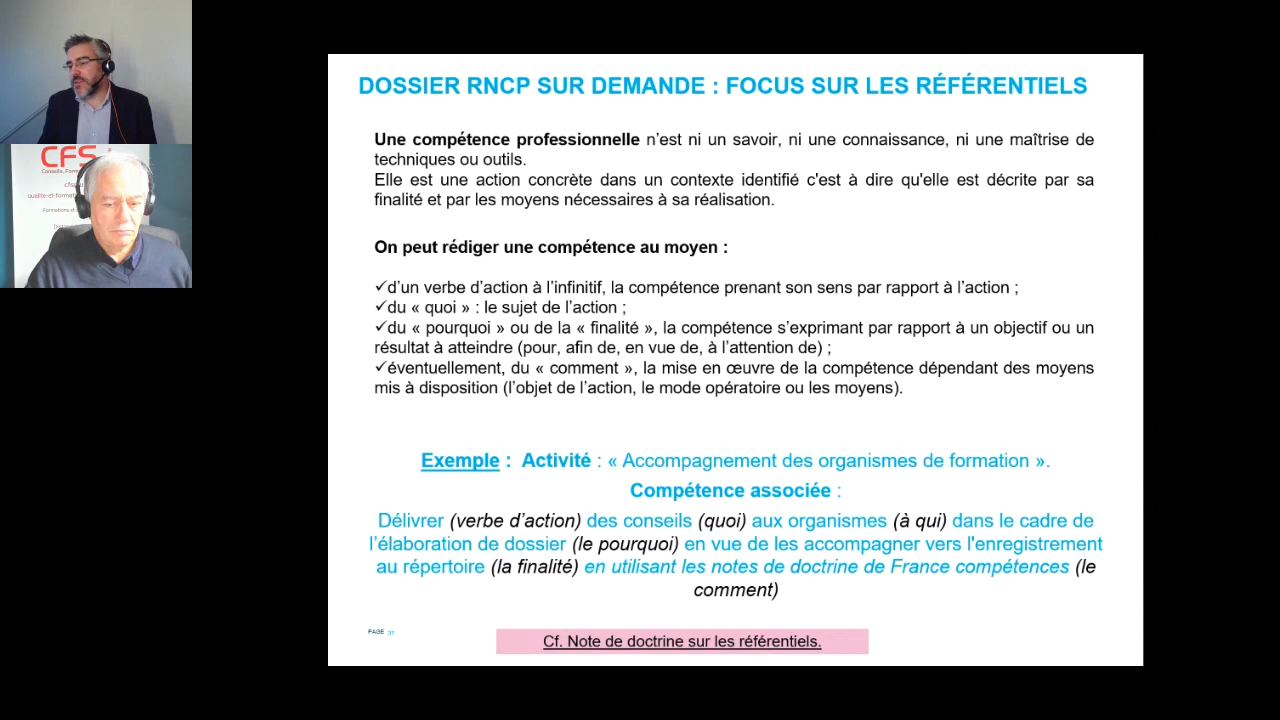 CFS
Conseils, Form
cfs
qualite-et-format
Formations
DOSSIER RNCP SUR DEMANDE : FOCUS SUR LES RÉFÉRENTIELS
Une compétence professionnelle n'est ni un savoir, ni une connaissance, ni une maîtrise de
techniques ou outils.
Elle est une action concrète dans un contexte identifié c'est à dire qu'elle est décrite par sa
finalité et par les moyens nécessaires à sa réalisation.
On peut rédiger une compétence au moyen :
✓d'un verbe d'action à l'infinitif, la compétence prenant son sens par rapport à l'action ;
✓du « quoi » : le sujet de l'action ;
✓du « pourquoi » ou de la « finalité », la compétence s'exprimant par rapport à un objectif ou un
résultat à atteindre (pour, afin de, en vue de, à l'attention de) ;
✓éventuellement, du « comment », la mise en œuvre de la compétence dépendant des moyens
mis à disposition (l'objet de l'action, le mode opératoire ou les moyens).
Exemple : Activité : « Accompagnement des organismes de formation ».
Compétence associée :
Délivrer (verbe d'action) des conseils (quoi) aux organismes (à qui) dans le cadre de
l'élaboration de dossier (le pourquoi) en vue de les accompagner vers l'enregistrement
au répertoire (la finalité) en utilisant les notes de doctrine de France compétences (le
comment)
PAGE 31
Cf. Note de doctrine sur les référentiels.